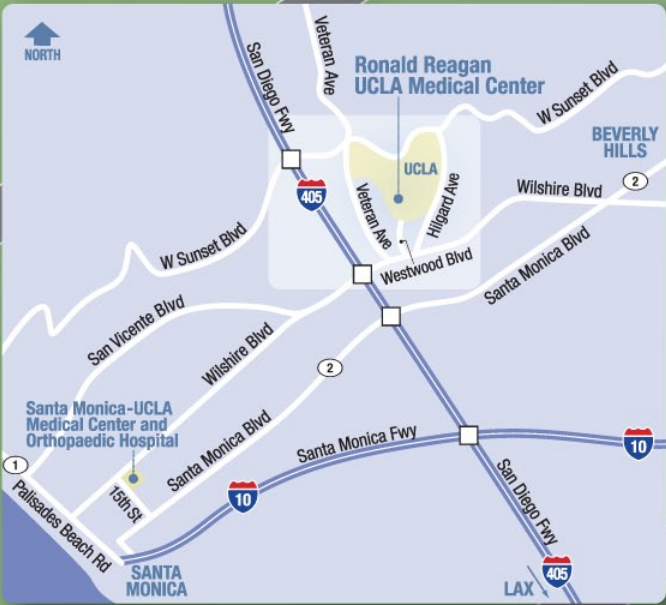 NORTH
San Diego Fwy
Veteran Ave
Ronald Reagan
UCLA Medical Center
W Sunset Blvd
BEVERLY
HILLS
UCLA
2
405
Veteran Ave
Hilgard Ave
Wilshire Blvd
W Sunset Blvd
Westwood Blvd
Santa Monica Blvd
San Vicente Blvd
Wilshire Blvd
2
Santa Monica-UCLA
Medical Center and
Orthopaedic Hospital
Santa Monica Blvd
Santa Monica Fwy
10
1
15th St
10
San Diego Fwy
Palisades Beach Rd
SANTA
MONICA
405
LAX